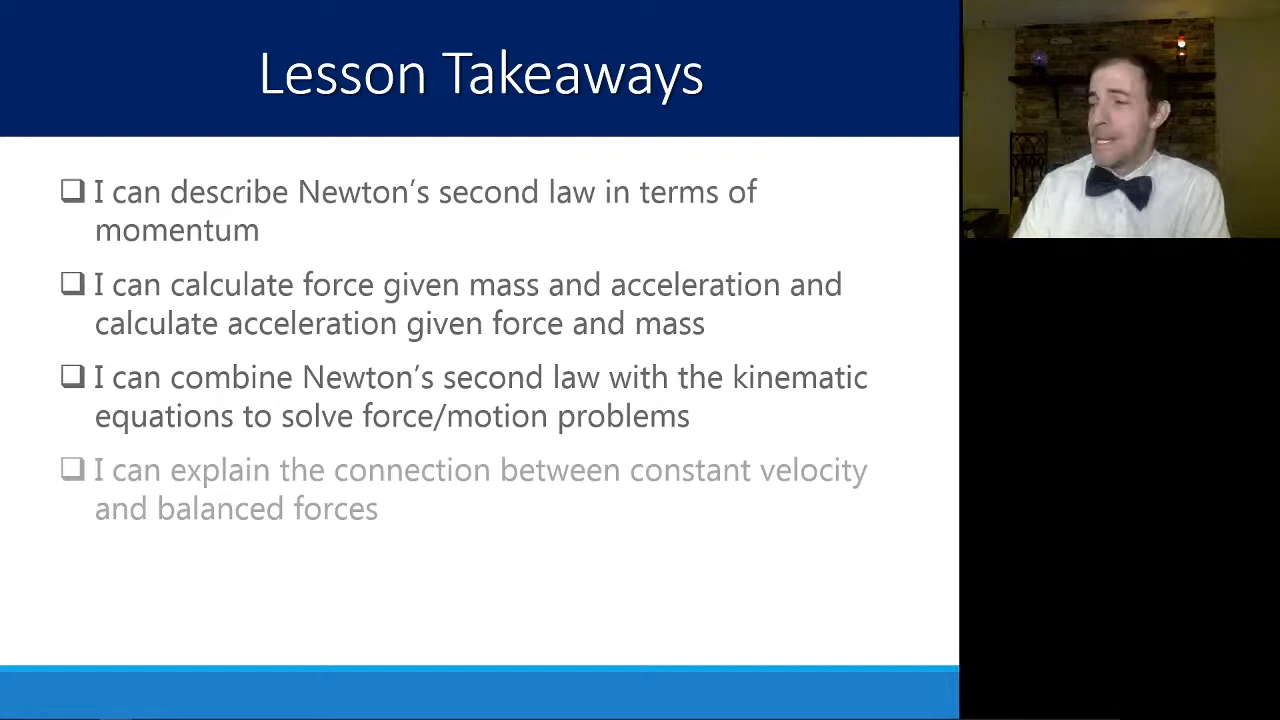 Lesson Takeaways
I can describe Newton’s second law in terms of
momentum
I can calculate force given mass and acceleration and
calculate acceleration given force and mass
I can combine Newton’s second law with the kinematic
equations to solve force/motion problems
I can explain the connection between constant velocity
and balanced forces